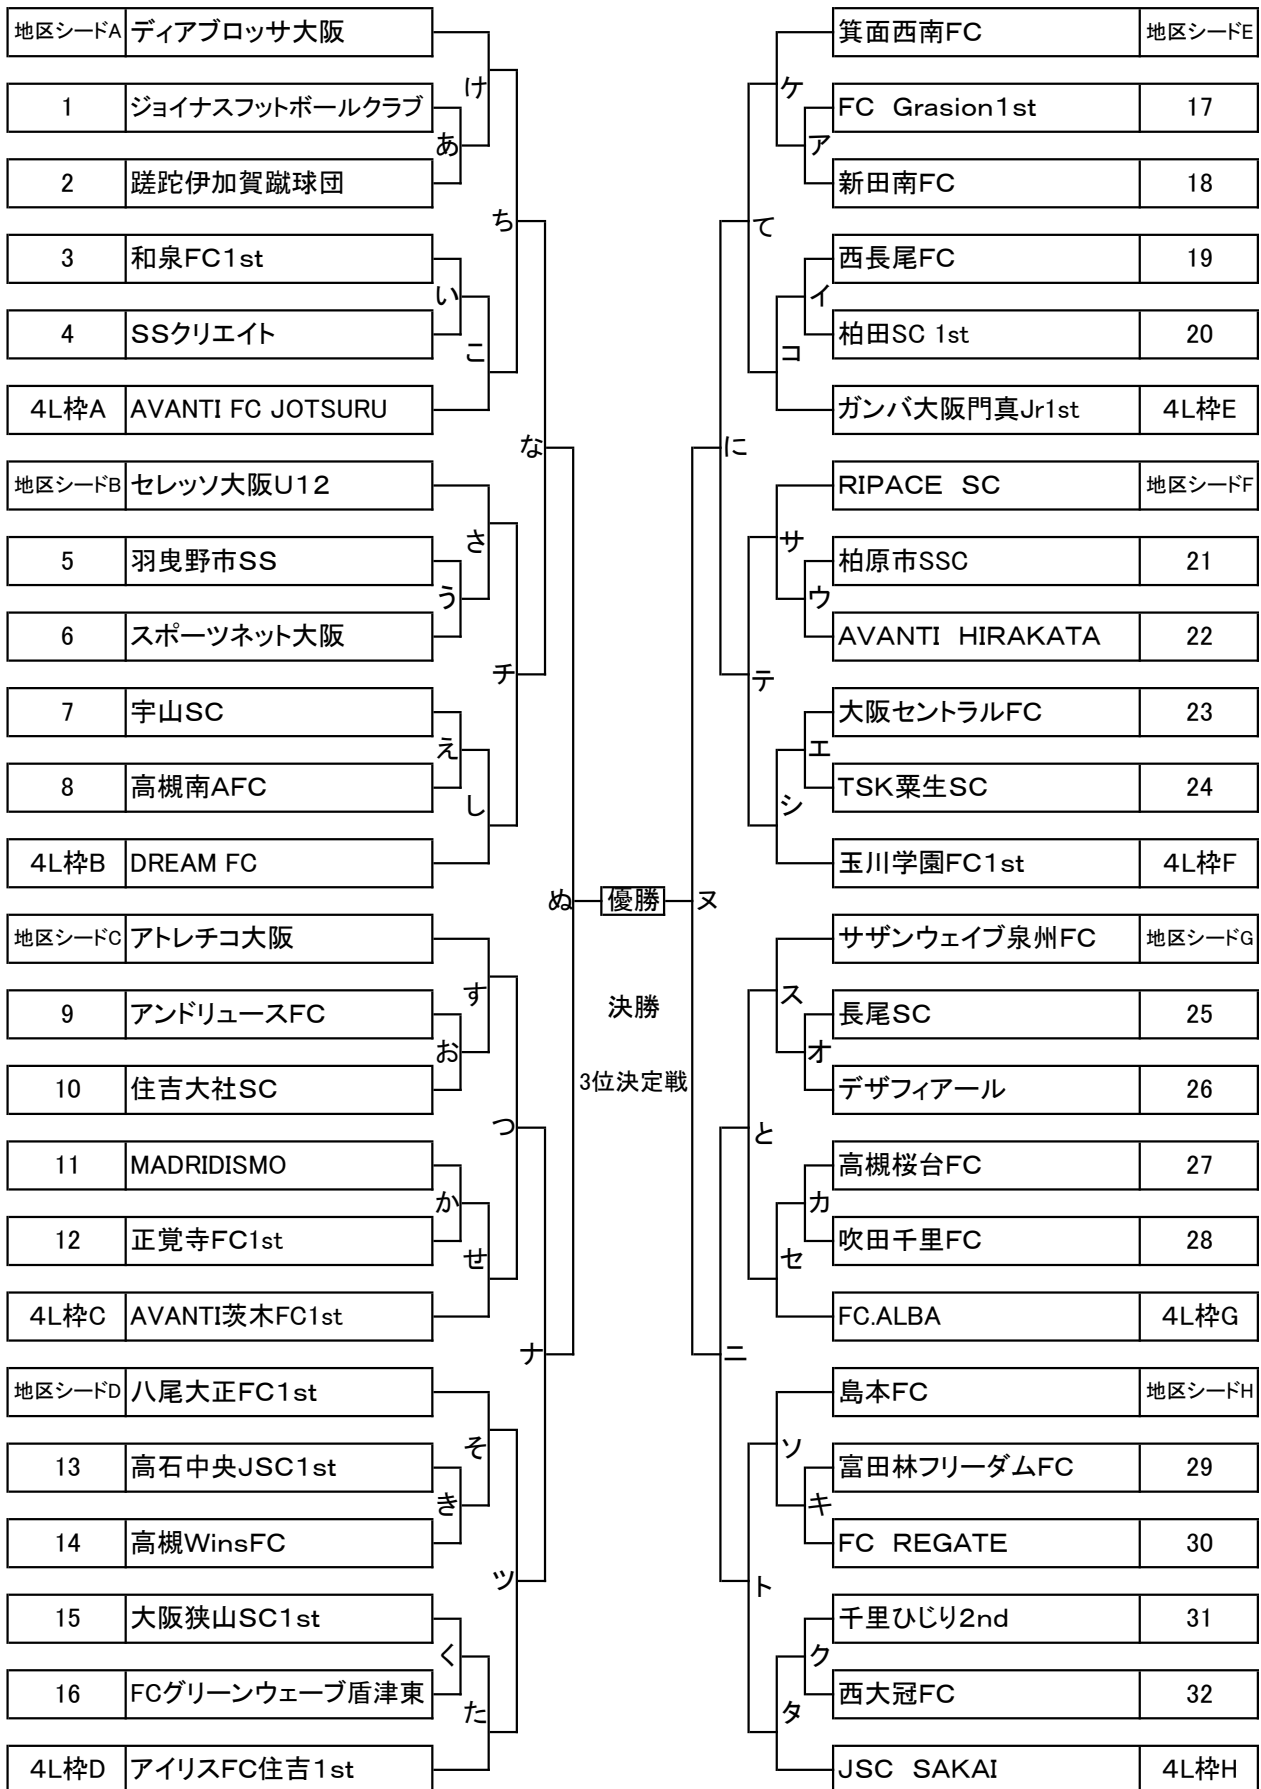 地区シードA ディアブロッサ大阪
け
1 ジョイナスフットボールクラブ
あ
2 蹉跎伊加賀蹴球団
ち
3 和泉FC1st
い
4 SSクリエイト
こ
4L枠A AVANTI FC JOTSURU
な
地区シードB セレッソ大阪U12
さ
5 羽曳野市SS
う
6 スポーツネット大阪
チ
7 宇山SC
え
8 高槻南AFC
し
4L枠B DREAM FC
ぬ
地区シードC アトレチコ大阪
す
9 アンドリュースFC
お
10 住吉大社SC
つ
11 MADRIDISMO
か
12 正覚寺FC1st
せ
4L枠C AVANTI茨木FC1st
ナ
地区シードD 八尾大正FC1st
そ
13 高石中央JSC1st
き
14 高槻WinsFC
ツ
15 大阪狭山SC1st
く
16 FCグリーンウェーブ盾津東
た
4L枠D アイリスFC住吉1st
優勝
決勝
3位決定戦
箕面西南FC 地区シードE
ケ
FC Grasion1st 17
ア
新田南FC 18
て
西長尾FC 19
イ
柏田SC 1st 20
コ
ガンバ大阪門真Jr1st 4L枠E
に
RIPACE SC 地区シードF
サ
柏原市SSC 21
ウ
AVANTI HIRAKATA 22
テ
大阪セントラルFC 23
エ
TSK粟生SC 24
シ
玉川学園FC1st 4L枠F
ヌ
サザンウェイブ泉州FC 地区シードG
ス
長尾SC 25
オ
デザフィアール 26
と
高槻桜台FC 27
カ
吹田千里FC 28
セ
FC.ALBA 4L枠G
ニ
島本FC 地区シードH
ソ
富田林フリーダムFC 29
キ
FC REGATE 30
ト
千里ひじり2nd 31
ク
西大冠FC 32
タ
JSC SAKAI 4L枠H